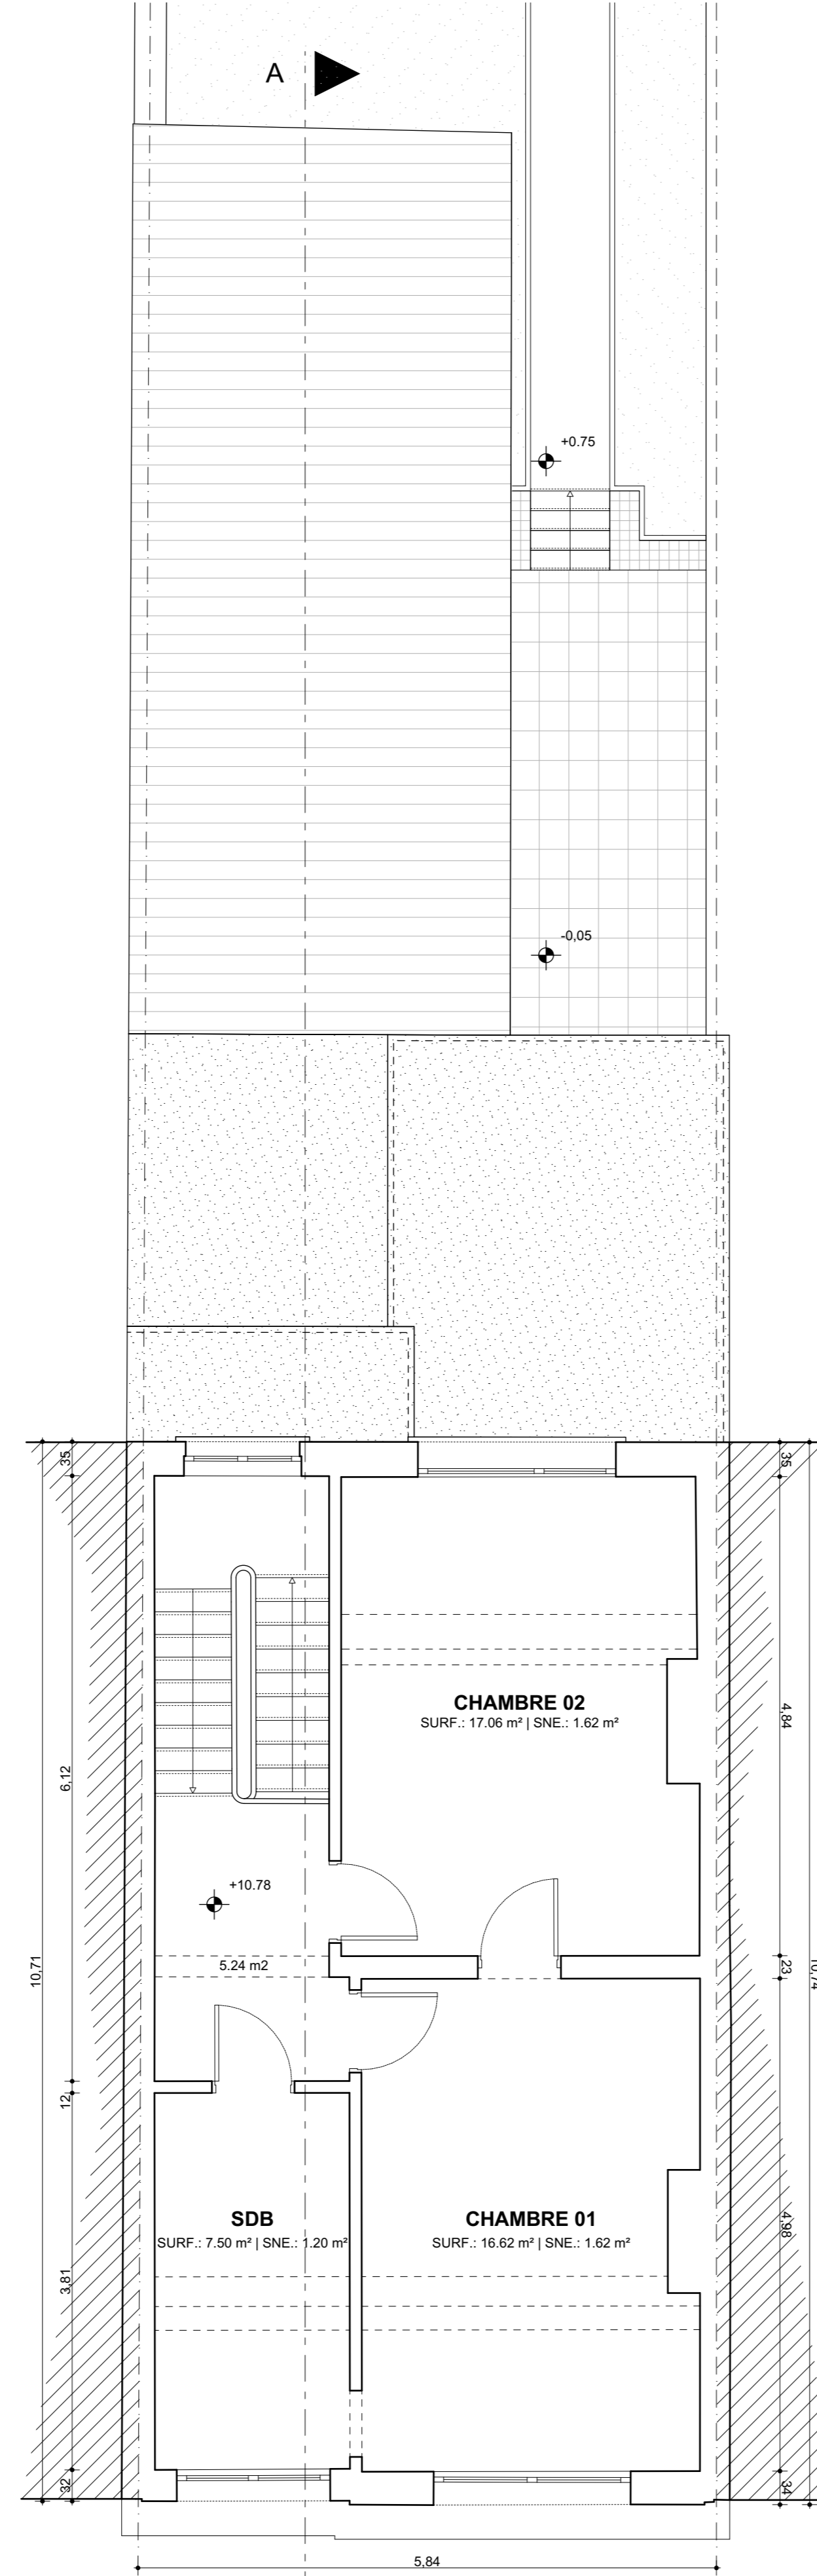 A
+0.75
-0,05
35
35
CHAMBRE 02
SURF.: 17.06 m² | SNE.: 1.62 m²
4,84
6,12
+10.78
5.24 m2
10,71
23
10,74
12
SDB
SURF.: 7.50 m² | SNE.: 1.20 m²
CHAMBRE 01
SURF.: 16.62 m² | SNE.: 1.62 m²
4,98
3,81
32
34
5,84